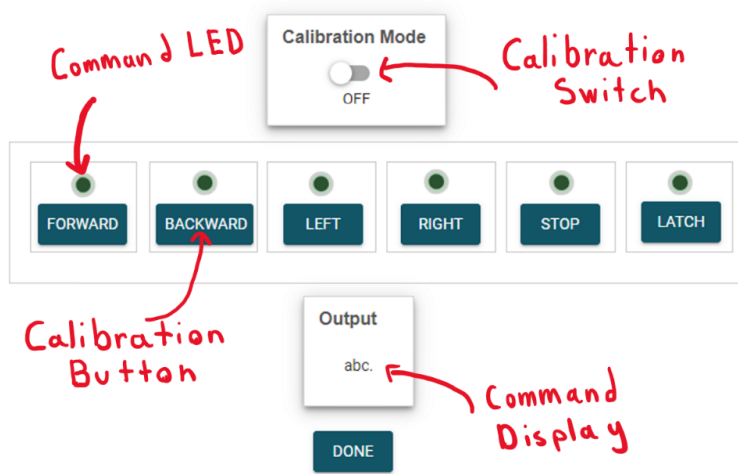 Command LED
Calibration Mode
OFF
Calibration
Switch
FORWARD
BACKWARD
LEFT
RIGHT
STOP
LATCH
Calibration
Button
Output
abc.
Command
Display
DONE